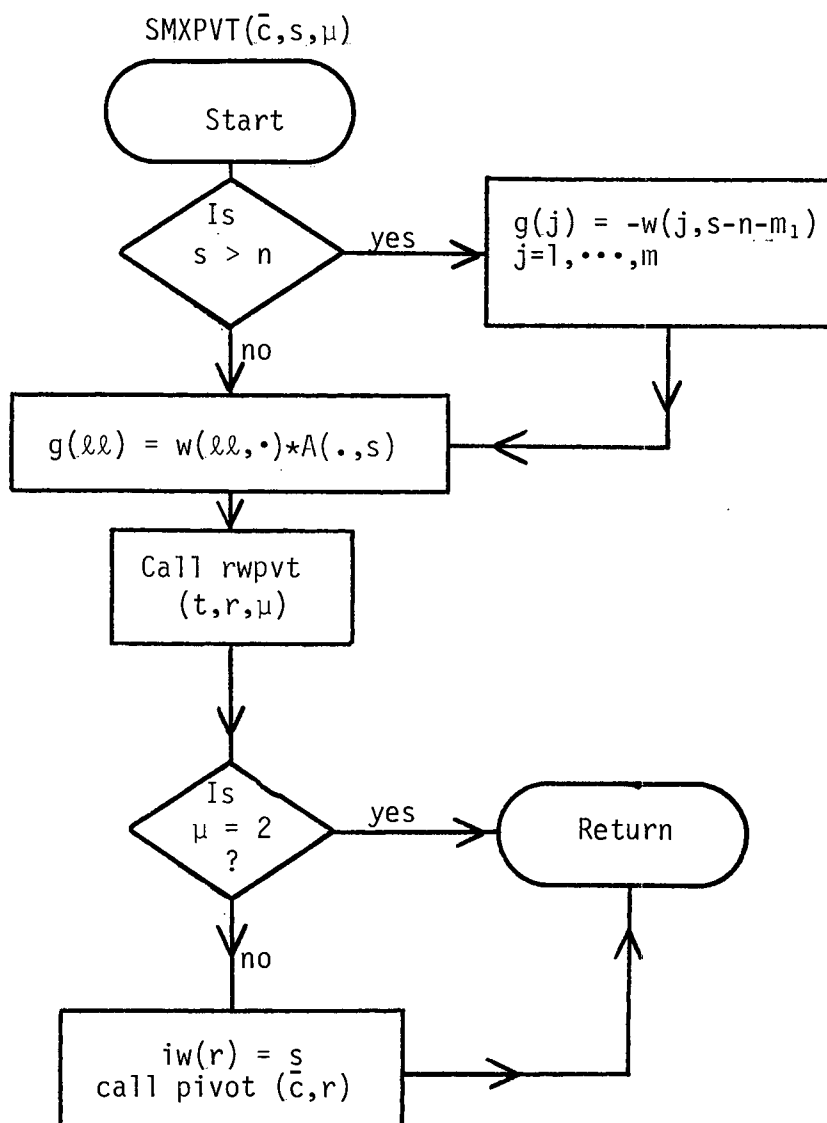 SMXPVT(c̄,s,μ)
Start
Is
s > n
yes
g(j) = -w(j,s-n-m₁)
j=1,•••,m
no
g(ℓℓ) = w(ℓℓ,•)*A(.,s)
Call rwpvt
(t,r,μ)
Is
μ = 2
?
yes
Return
no
iw(r) = s
call pivot (c̄,r)